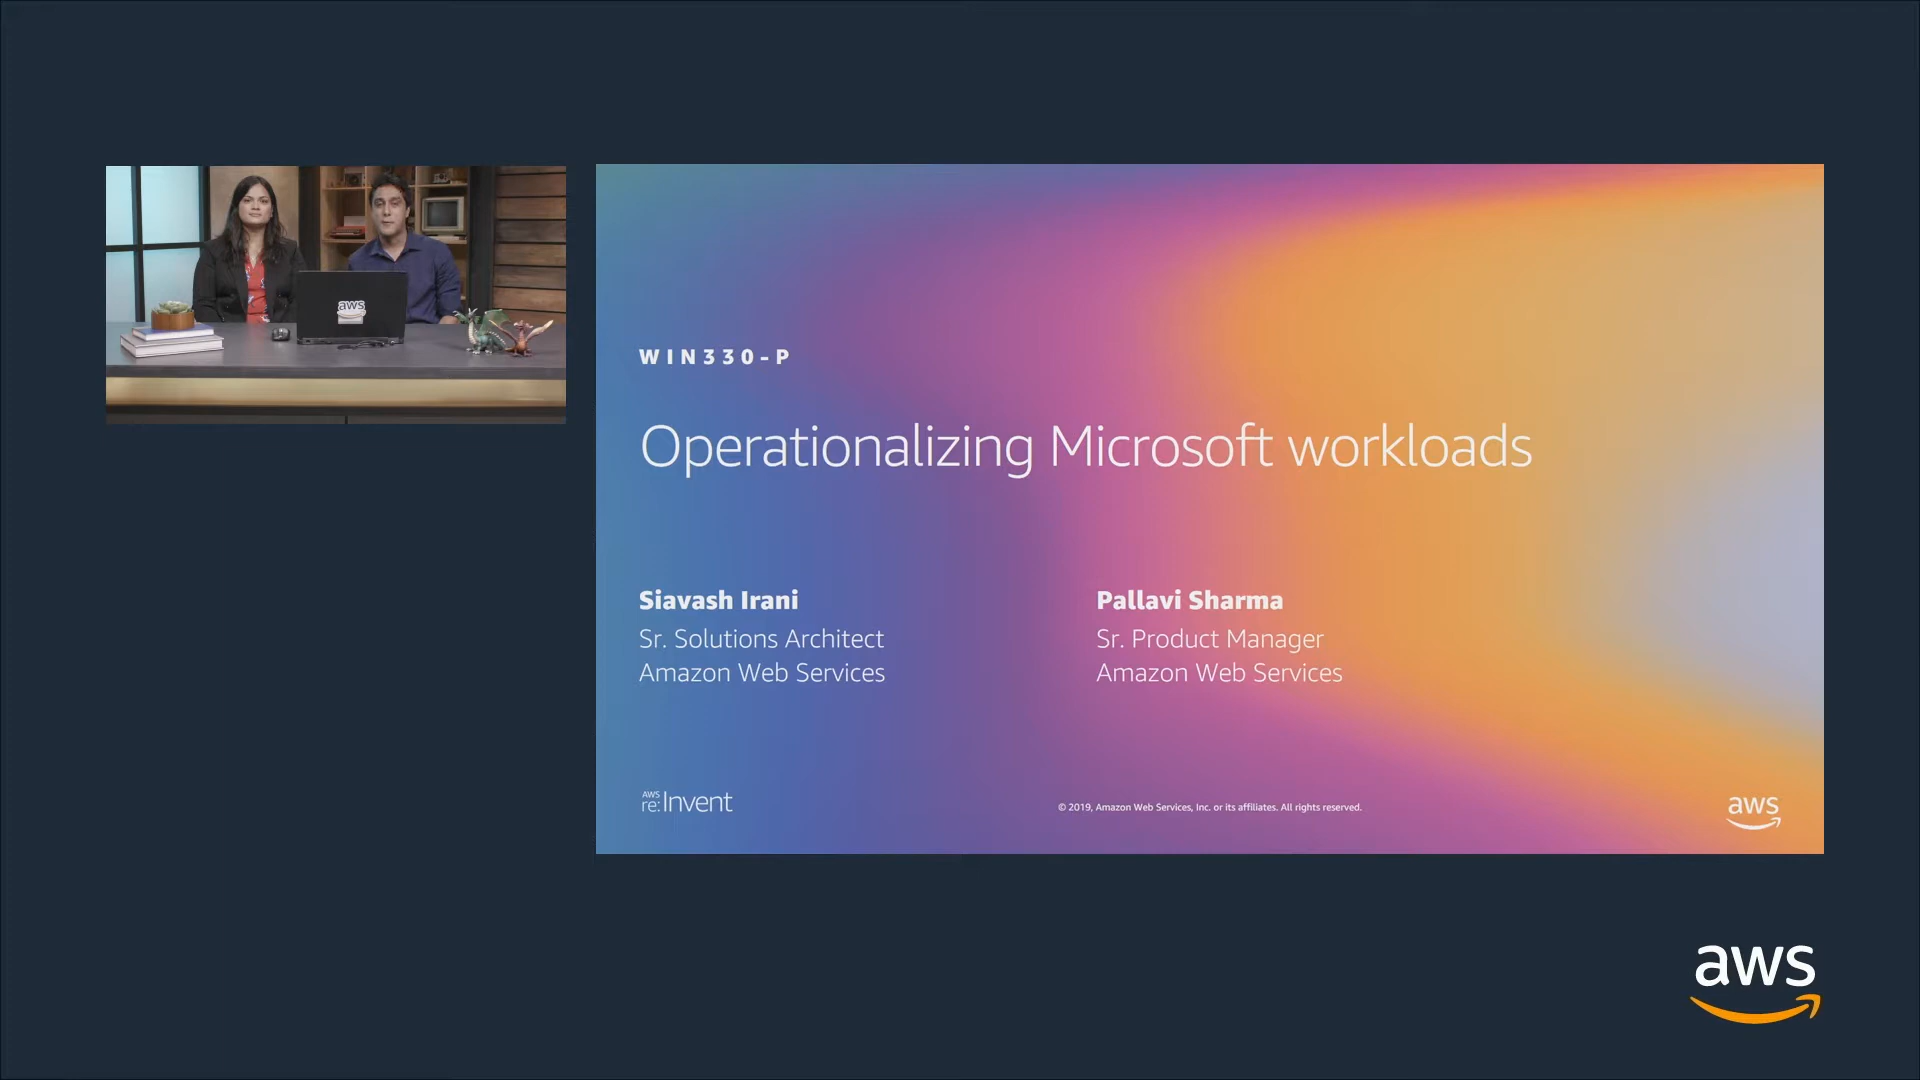 aws
WIN330-P
Operationalizing Microsoft workloads
Siavash Irani
Sr. Solutions Architect
Amazon Web Services
Pallavi Sharma
Sr. Product Manager
Amazon Web Services
AWS
re:Invent
© 2019, Amazon Web Services, Inc. or its affiliates. All rights reserved.
aws
aws